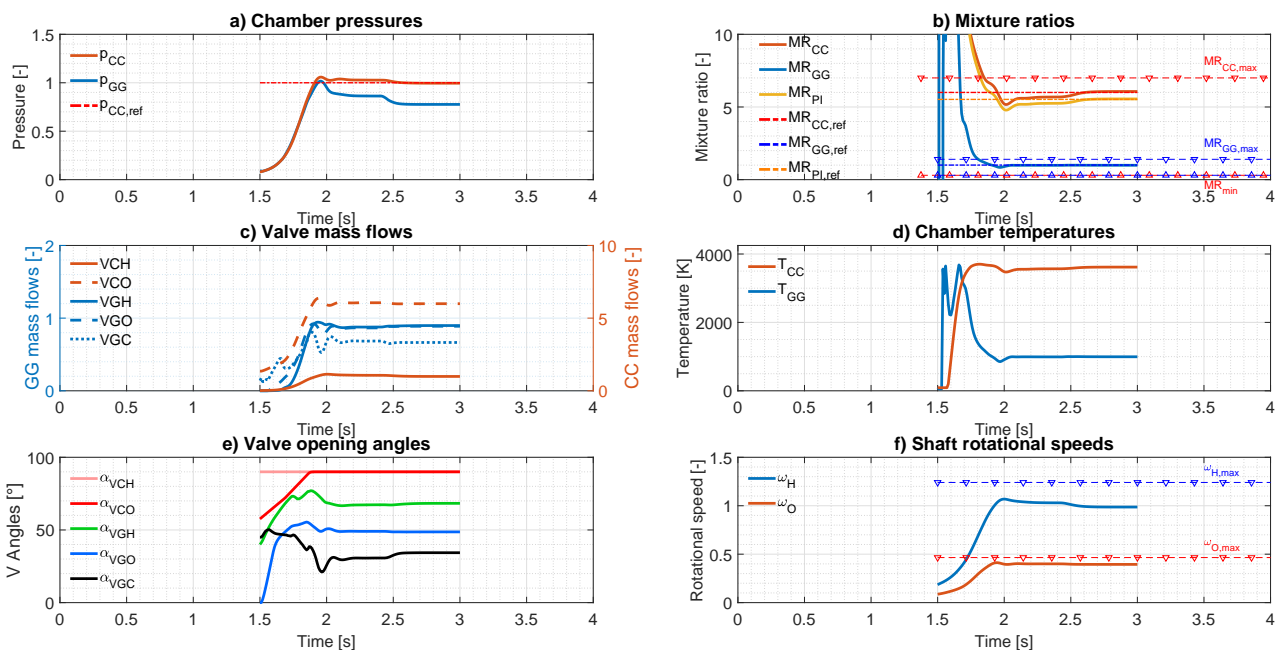 a) Chamber pressures
Pressure [-]
1.5
1
0.5
0
p_CC
p_GG
p_CC,ref
0 0.5 1 1.5 2 2.5 3 3.5 4
Time [s]
b) Mixture ratios
Mixture ratio [-]
10
5
0
MR_CC
MR_GG
MR_PI
MR_CC,ref
MR_GG,ref
MR_PI,ref
MR_CC,max
MR_GG,max
MR_min
0 0.5 1 1.5 2 2.5 3 3.5 4
Time [s]
c) Valve mass flows
GG mass flows [-]
2
1
0
VCH
VCO
VGH
VGO
VGC
10
5
0
CC mass flows [-]
0 0.5 1 1.5 2 2.5 3 3.5 4
Time [s]
d) Chamber temperatures
Temperature [K]
4000
2000
0
T_CC
T_GG
0 0.5 1 1.5 2 2.5 3 3.5 4
Time [s]
e) Valve opening angles
V Angles [°]
100
50
0
α_VCH
α_VCO
α_VGH
α_VGO
α_VGC
0 0.5 1 1.5 2 2.5 3 3.5 4
Time [s]
f) Shaft rotational speeds
Rotational speed [-]
1.5
1
0.5
0
ω_H
ω_O
ω_H,max
ω_O,max
0 0.5 1 1.5 2 2.5 3 3.5 4
Time [s]